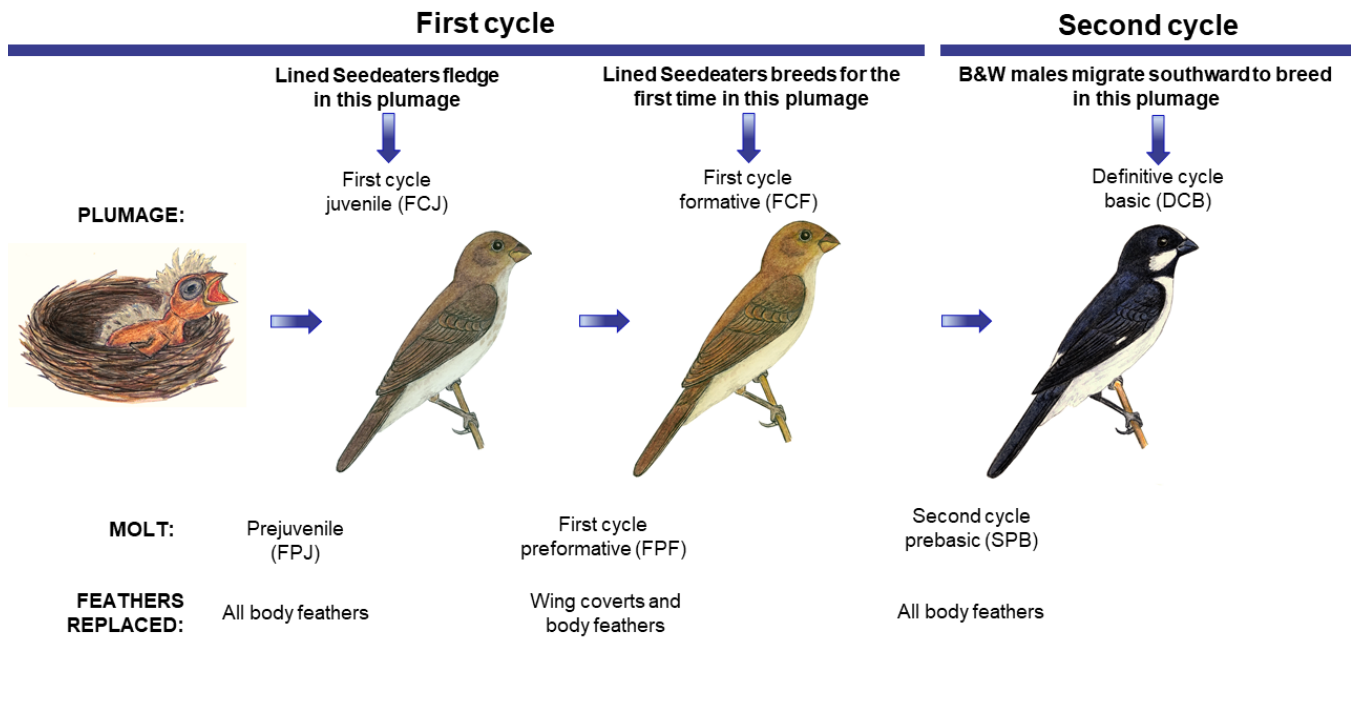 First cycle
Second cycle
Lined Seedeaters fledge
in this plumage
Lined Seedeaters breeds for the
first time in this plumage
B&W males migrate southward to breed
in this plumage
PLUMAGE:
First cycle
juvenile (FCJ)
First cycle
formative (FCF)
Definitive cycle
basic (DCB)
MOLT:
Prejuvenile
(FPJ)
First cycle
preformative (FPF)
Second cycle
prebasic (SPB)
FEATHERS
REPLACED:
All body feathers
Wing coverts and
body feathers
All body feathers